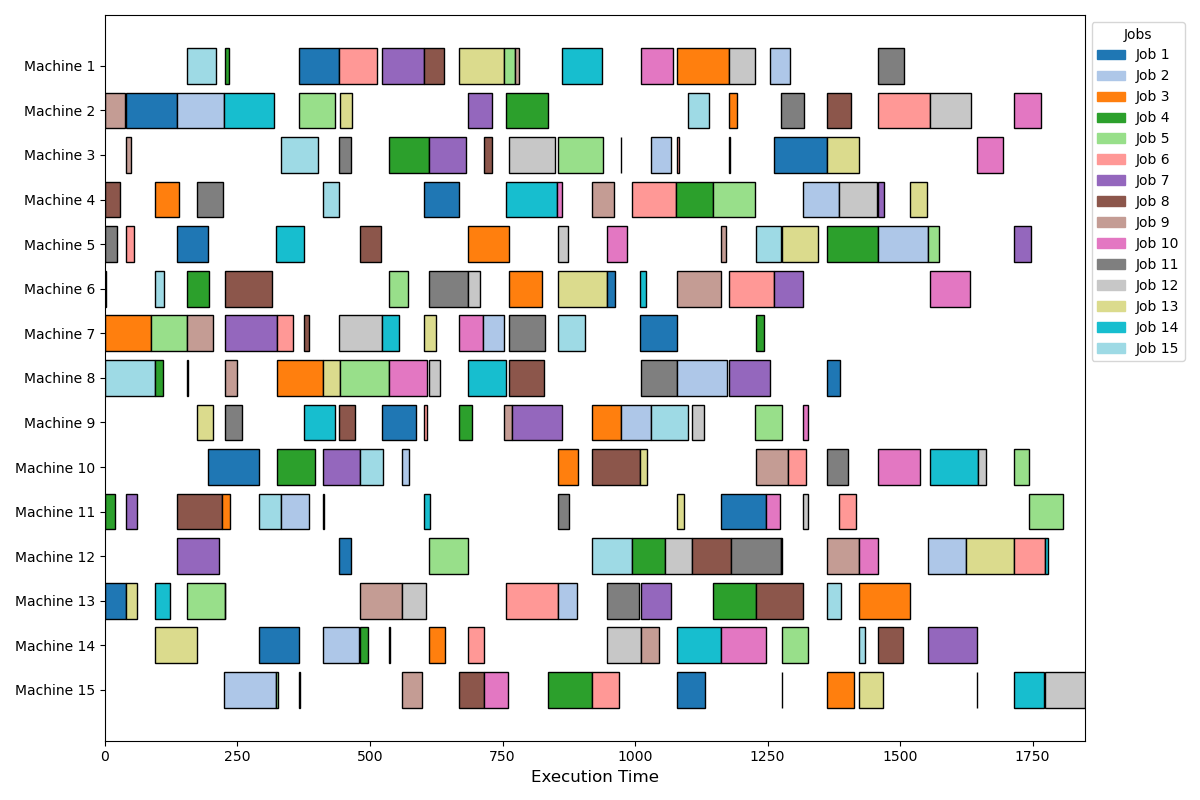 Machine 1
Machine 2
Machine 3
Machine 4
Machine 5
Machine 6
Machine 7
Machine 8
Machine 9
Machine 10
Machine 11
Machine 12
Machine 13
Machine 14
Machine 15
0 250 500 750 1000 1250 1500 1750
Execution Time
Jobs
Job 1
Job 2
Job 3
Job 4
Job 5
Job 6
Job 7
Job 8
Job 9
Job 10
Job 11
Job 12
Job 13
Job 14
Job 15